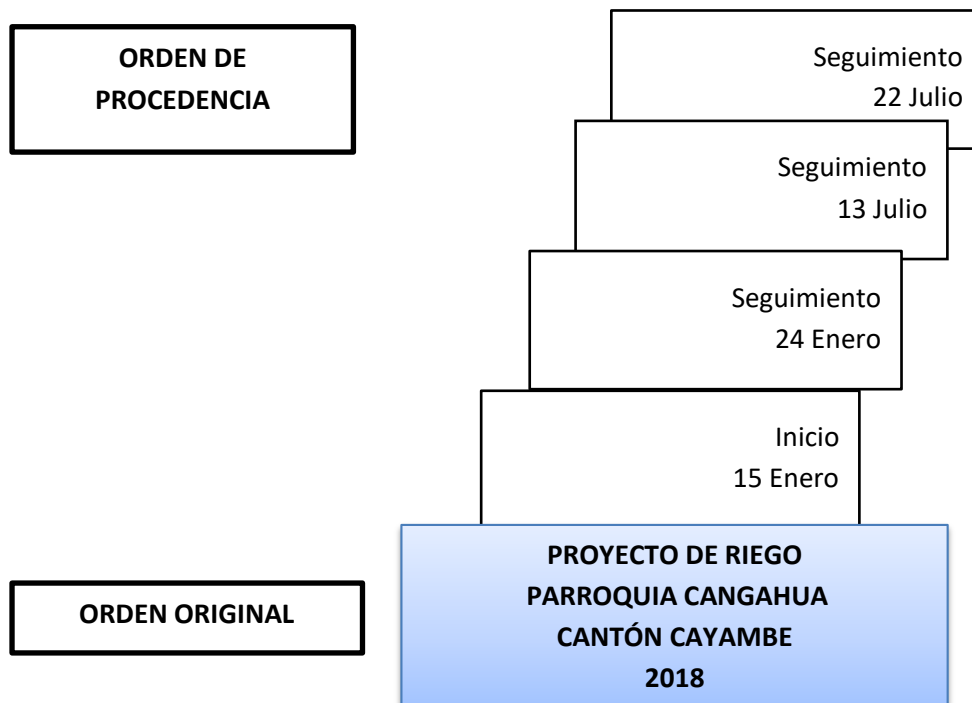 ORDEN DE
PROCEDENCIA
Seguimiento
22 Julio
Seguimiento
13 Julio
Seguimiento
24 Enero
Inicio
15 Enero
ORDEN ORIGINAL
PROYECTO DE RIEGO
PARROQUIA CANGAHUA
CANTÓN CAYAMBE
2018